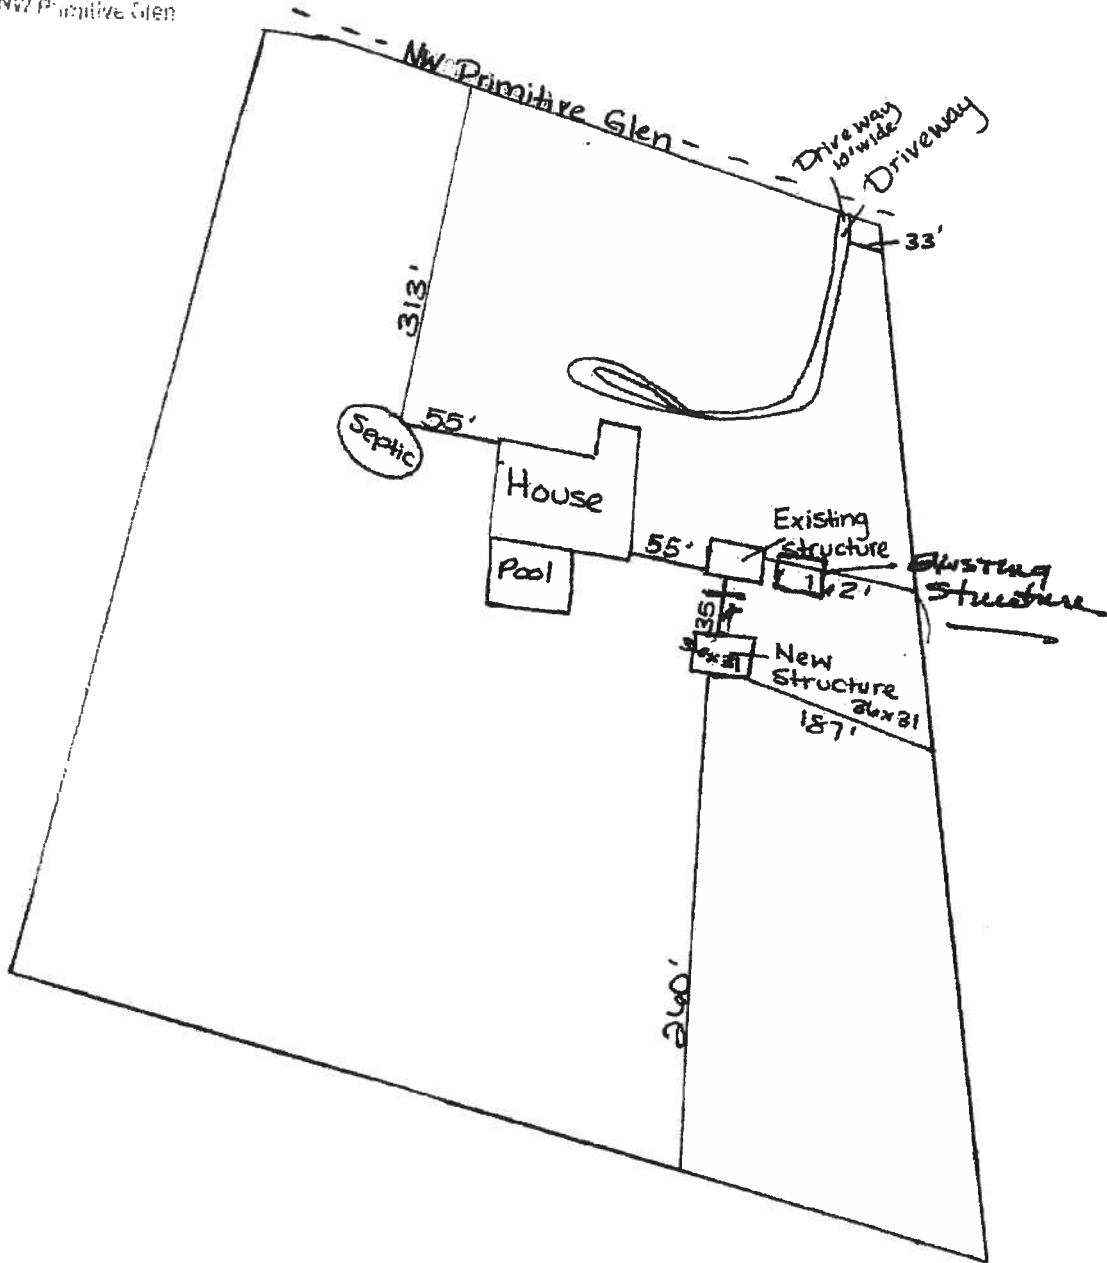 NW Primitive Glen
NW Primitive Glen
Driveway
10' wide
Driveway
33'
313'
55'
Septic
House
Pool
55'
Existing
structure
Existing
Structure
1
2'
35'
New
Structure
36x31
187'
260'